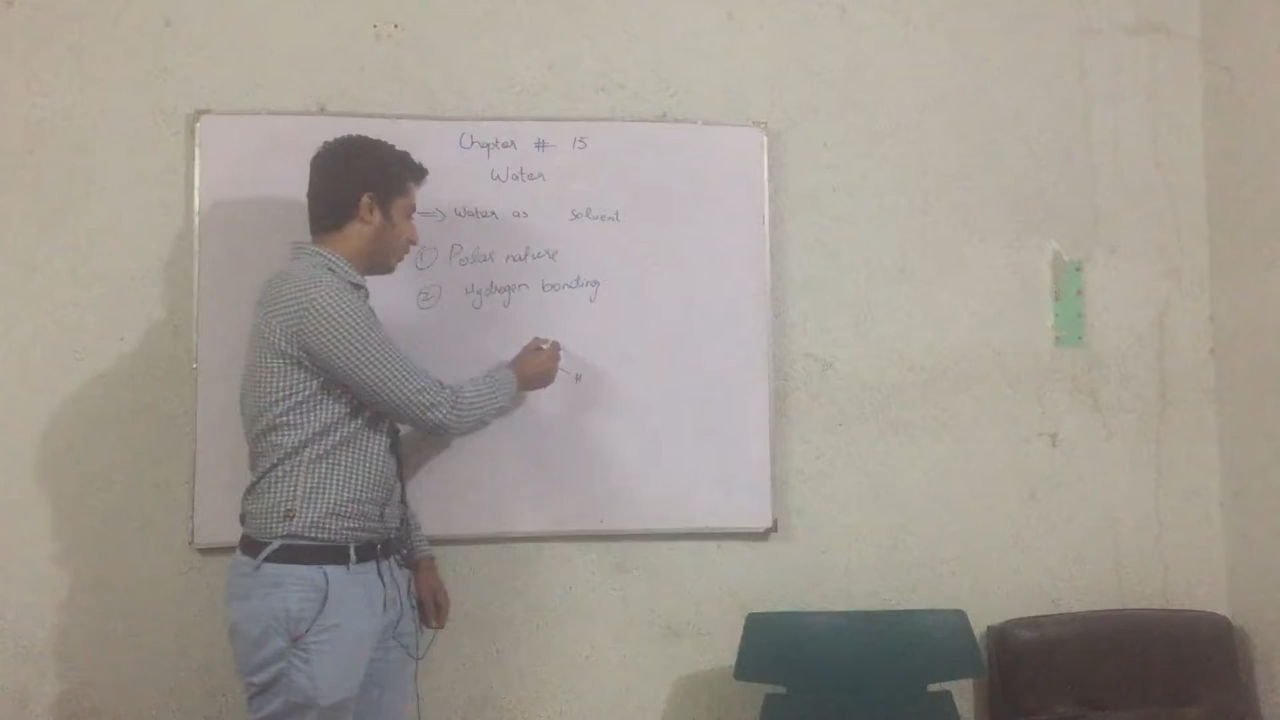 Chapter # 15
Water
⇒ Water as solvent
① Polar nature
② Hydrogen bonding
H